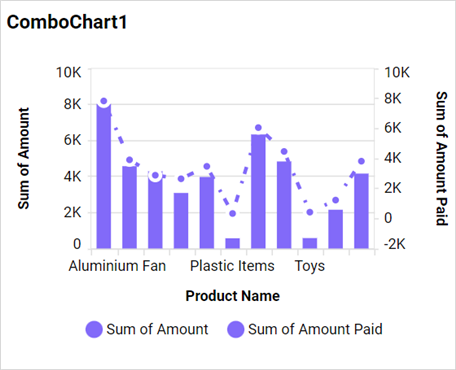 ComboChart1
Sum of Amount
10K
8K
6K
4K
2K
0
10K
8K
6K
4K
2K
0
-2K
Sum of Amount Paid
Aluminium Fan Plastic Items Toys
Product Name
Sum of Amount Sum of Amount Paid